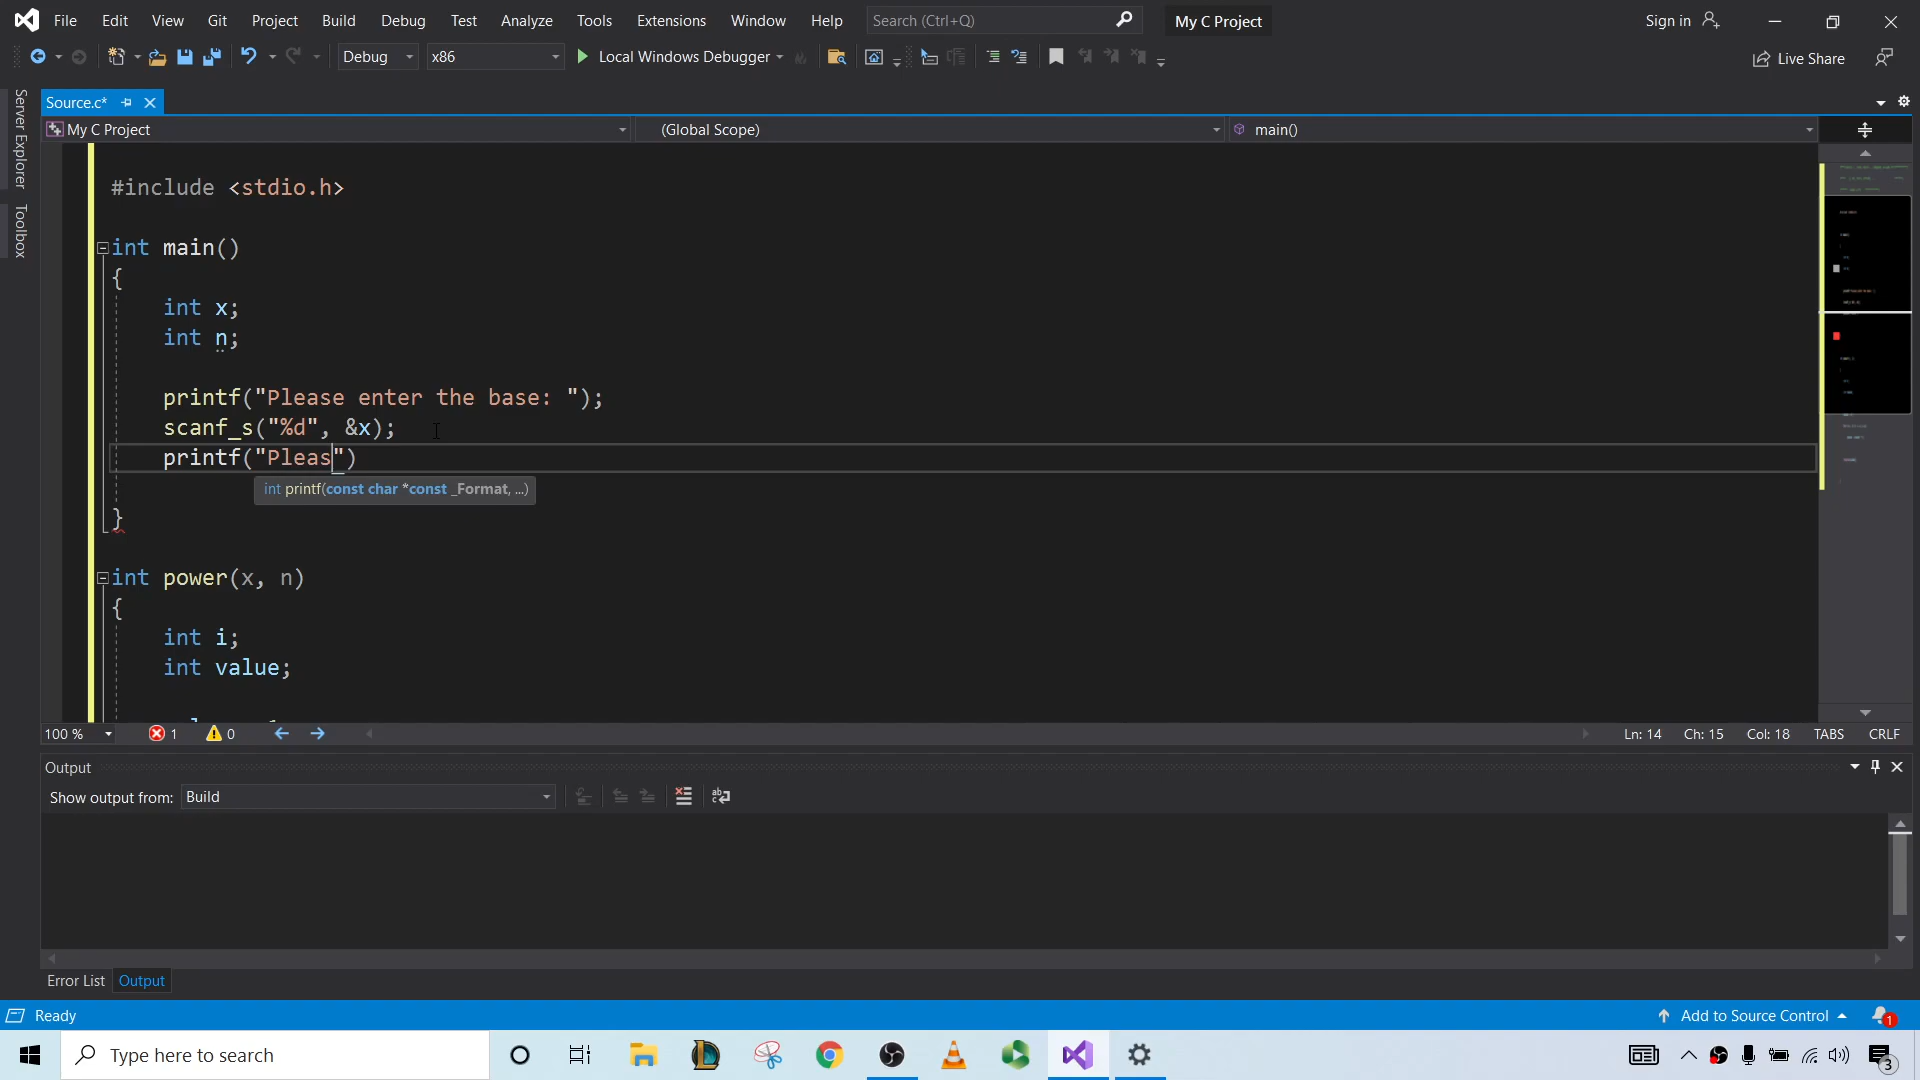 File Edit View Git Project Build Debug Test Analyze Tools Extensions Window Help Search (Ctrl+Q) My C Project Sign in
Debug x86 Local Windows Debugger Live Share
Server Explorer
Toolbox
Source.c*
My C Project (Global Scope) main()
#include <stdio.h>
int main()
{
int x;
int n;
printf("Please enter the base: ");
scanf_s("%d", &x);
printf("Pleas")
int printf(const char *const _Format, ...)
}
int power(x, n)
{
int i;
int value;
100 % 1 0 Ln: 14 Ch: 15 Col: 18 TABS CRLF
Output
Show output from: Build
Error List Output
Ready Add to Source Control 1
Type here to search 3